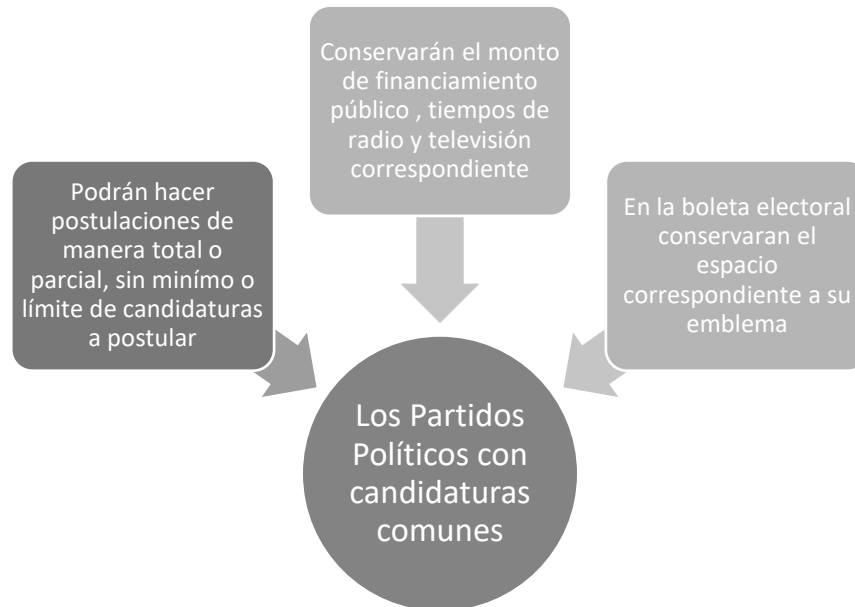 Conservarán el monto
de financiamiento
público , tiempos de
radio y televisión
correspondiente
Podrán hacer
postulaciones de
manera total o
parcial, sin minímo o
límite de candidaturas
a postular
En la boleta electoral
conservaran el
espacio
correspondiente a su
emblema
Los Partidos
Políticos con
candidaturas
comunes